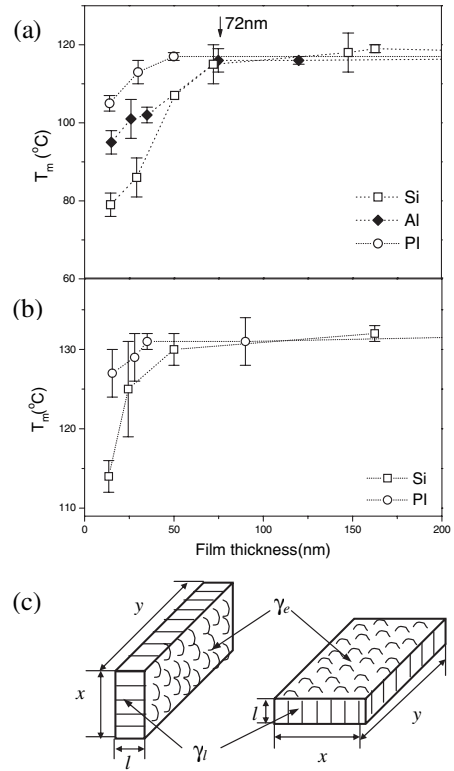 (a)
72nm
120
100
80
60
Tm (°C)
Si
Al
PI
(b)
130
120
110
Tm(°C)
Si
PI
0
50
100
150
200
Film thickness(nm)
(c)
y
γe
x
l
γl
l
x
y